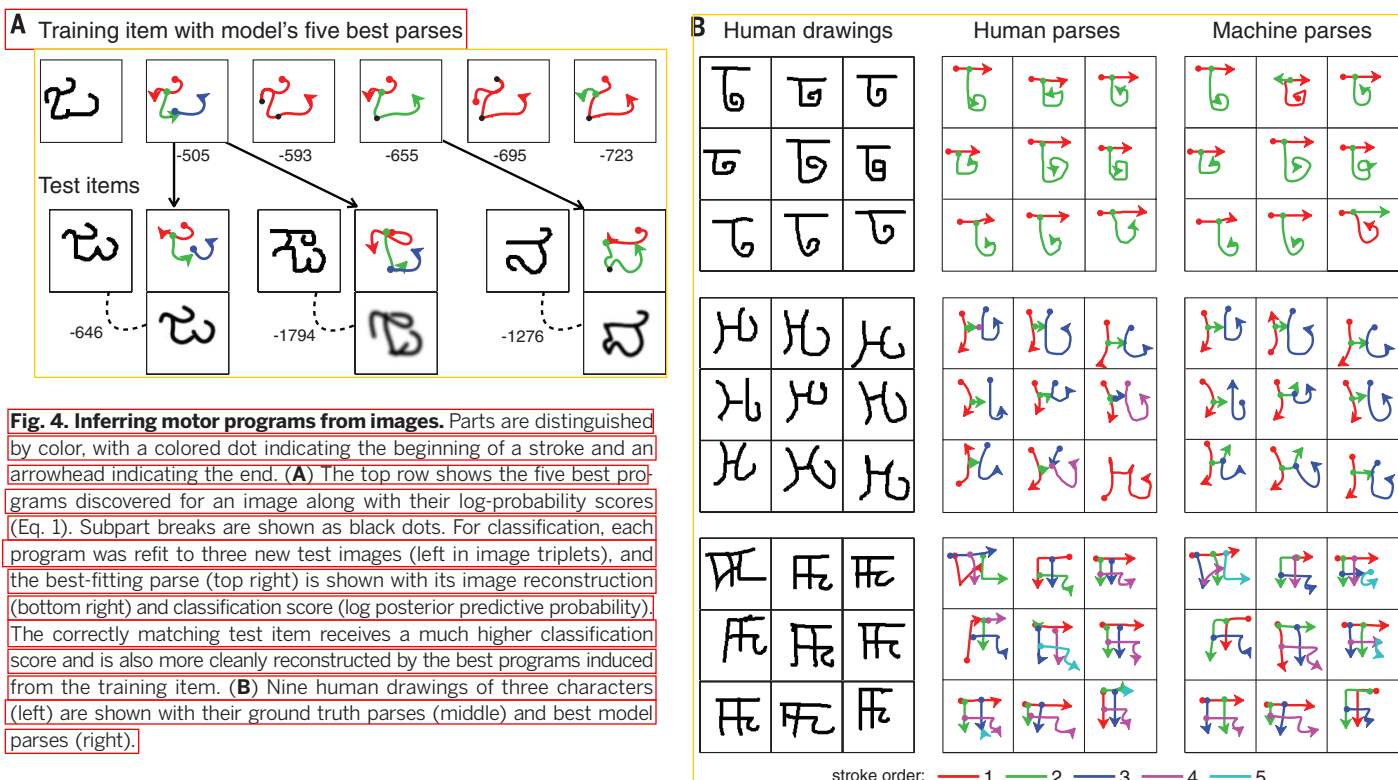 A Training item with model's five best parses
-505 -593 -655 -695 -723
Test items
-646 -1794 -1276
Fig. 4. Inferring motor programs from images. Parts are distinguished
by color, with a colored dot indicating the beginning of a stroke and an
arrowhead indicating the end. (A) The top row shows the five best pro-
grams discovered for an image along with their log-probability scores
(Eq. 1). Subpart breaks are shown as black dots. For classification, each
program was refit to three new test images (left in image triplets), and
the best-fitting parse (top right) is shown with its image reconstruction
(bottom right) and classification score (log posterior predictive probability).
The correctly matching test item receives a much higher classification
score and is also more cleanly reconstructed by the best programs induced
from the training item. (B) Nine human drawings of three characters
(left) are shown with their ground truth parses (middle) and best model
parses (right).
B Human drawings Human parses Machine parses
stroke order: 1 2 3 4 5